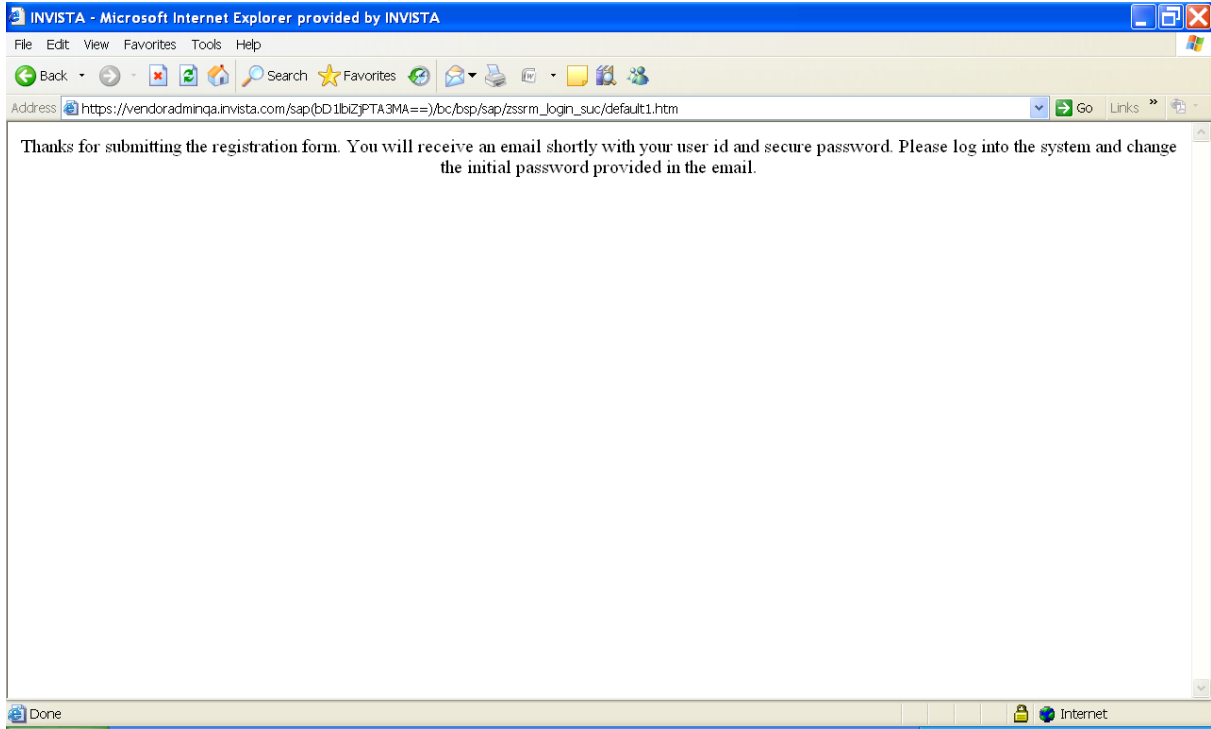 INVISTA - Microsoft Internet Explorer provided by INVISTA
File Edit View Favorites Tools Help
Back Search Favorites
Address https://vendoradminqa.invista.com/sap(bD1lbiZjPTA3MA==)/bc/bsp/sap/zssrm_login_suc/default1.htm Go Links »
Thanks for submitting the registration form. You will receive an email shortly with your user id and secure password. Please log into the system and change
the initial password provided in the email.
Done Internet